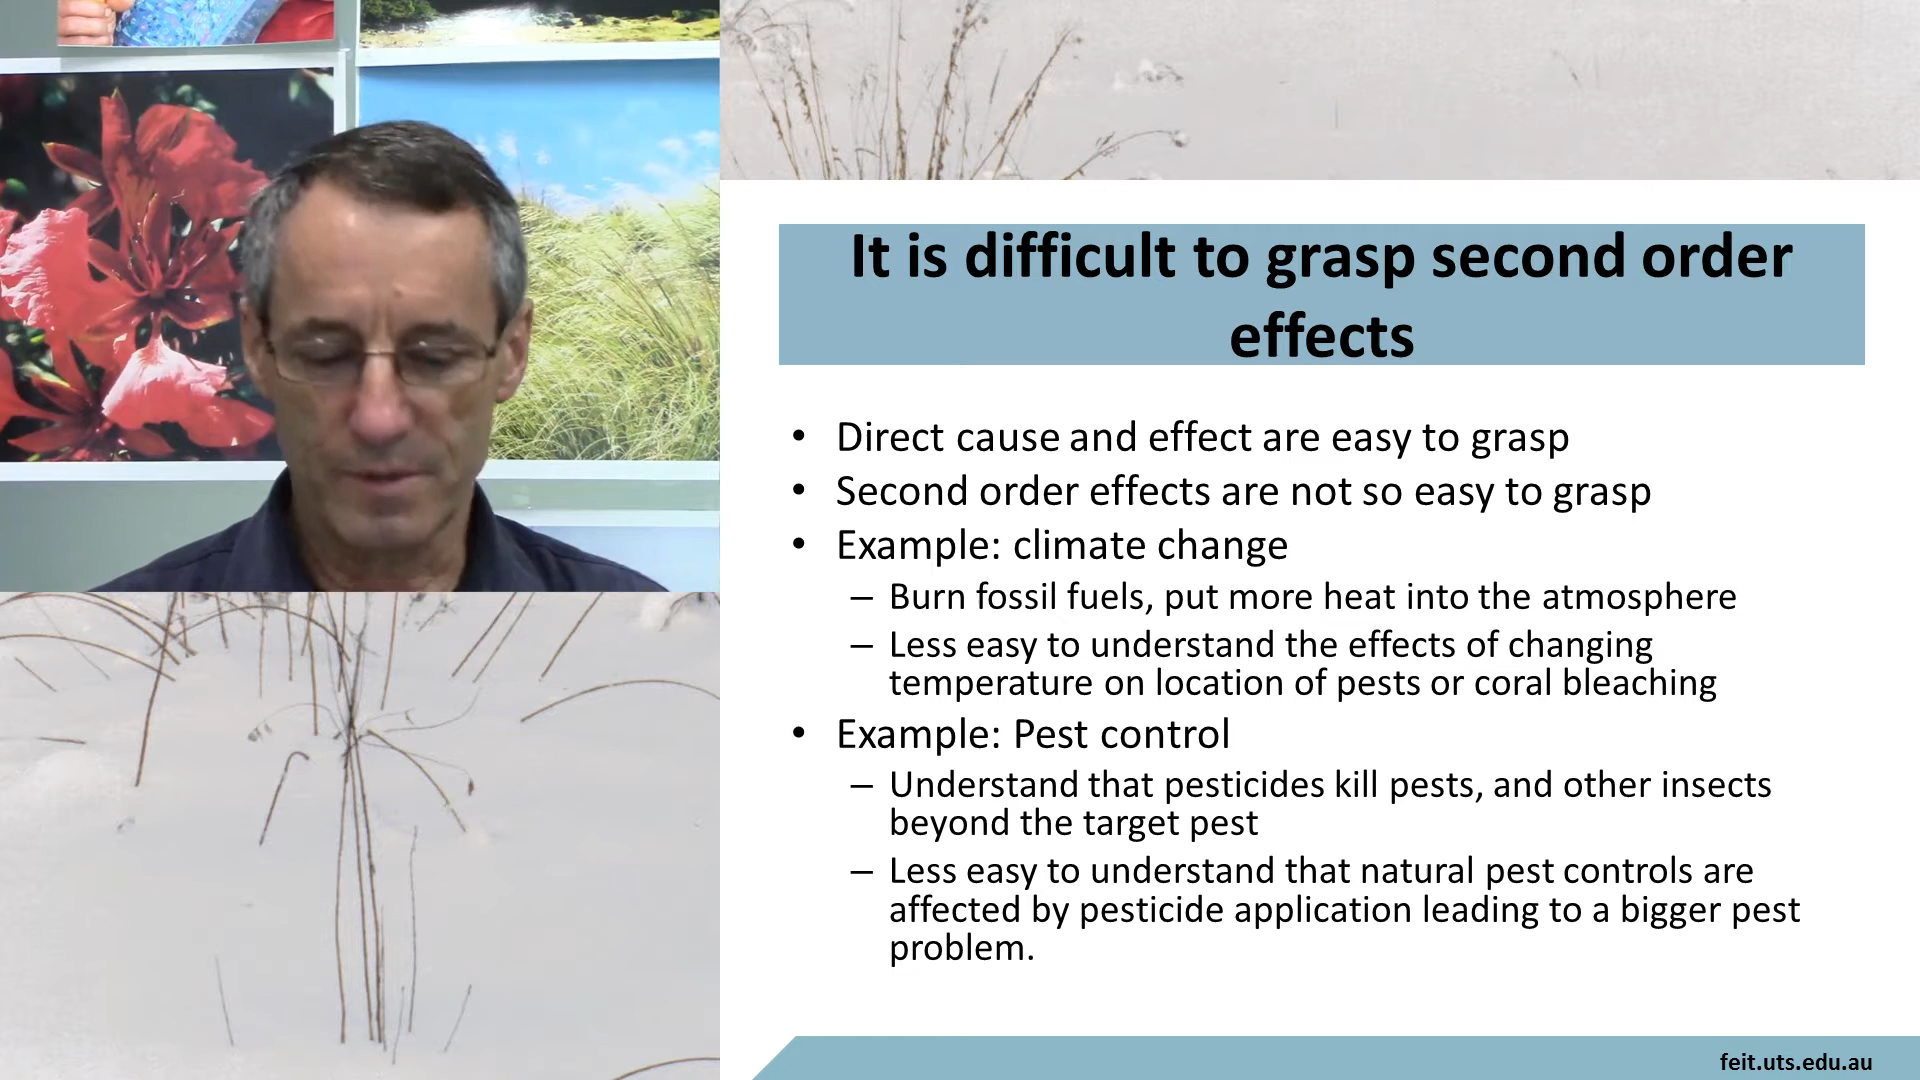 It is difficult to grasp second order
effects
• Direct cause and effect are easy to grasp
• Second order effects are not so easy to grasp
• Example: climate change
– Burn fossil fuels, put more heat into the atmosphere
– Less easy to understand the effects of changing
temperature on location of pests or coral bleaching
• Example: Pest control
– Understand that pesticides kill pests, and other insects
beyond the target pest
– Less easy to understand that natural pest controls are
affected by pesticide application leading to a bigger pest
problem.
feit.uts.edu.au